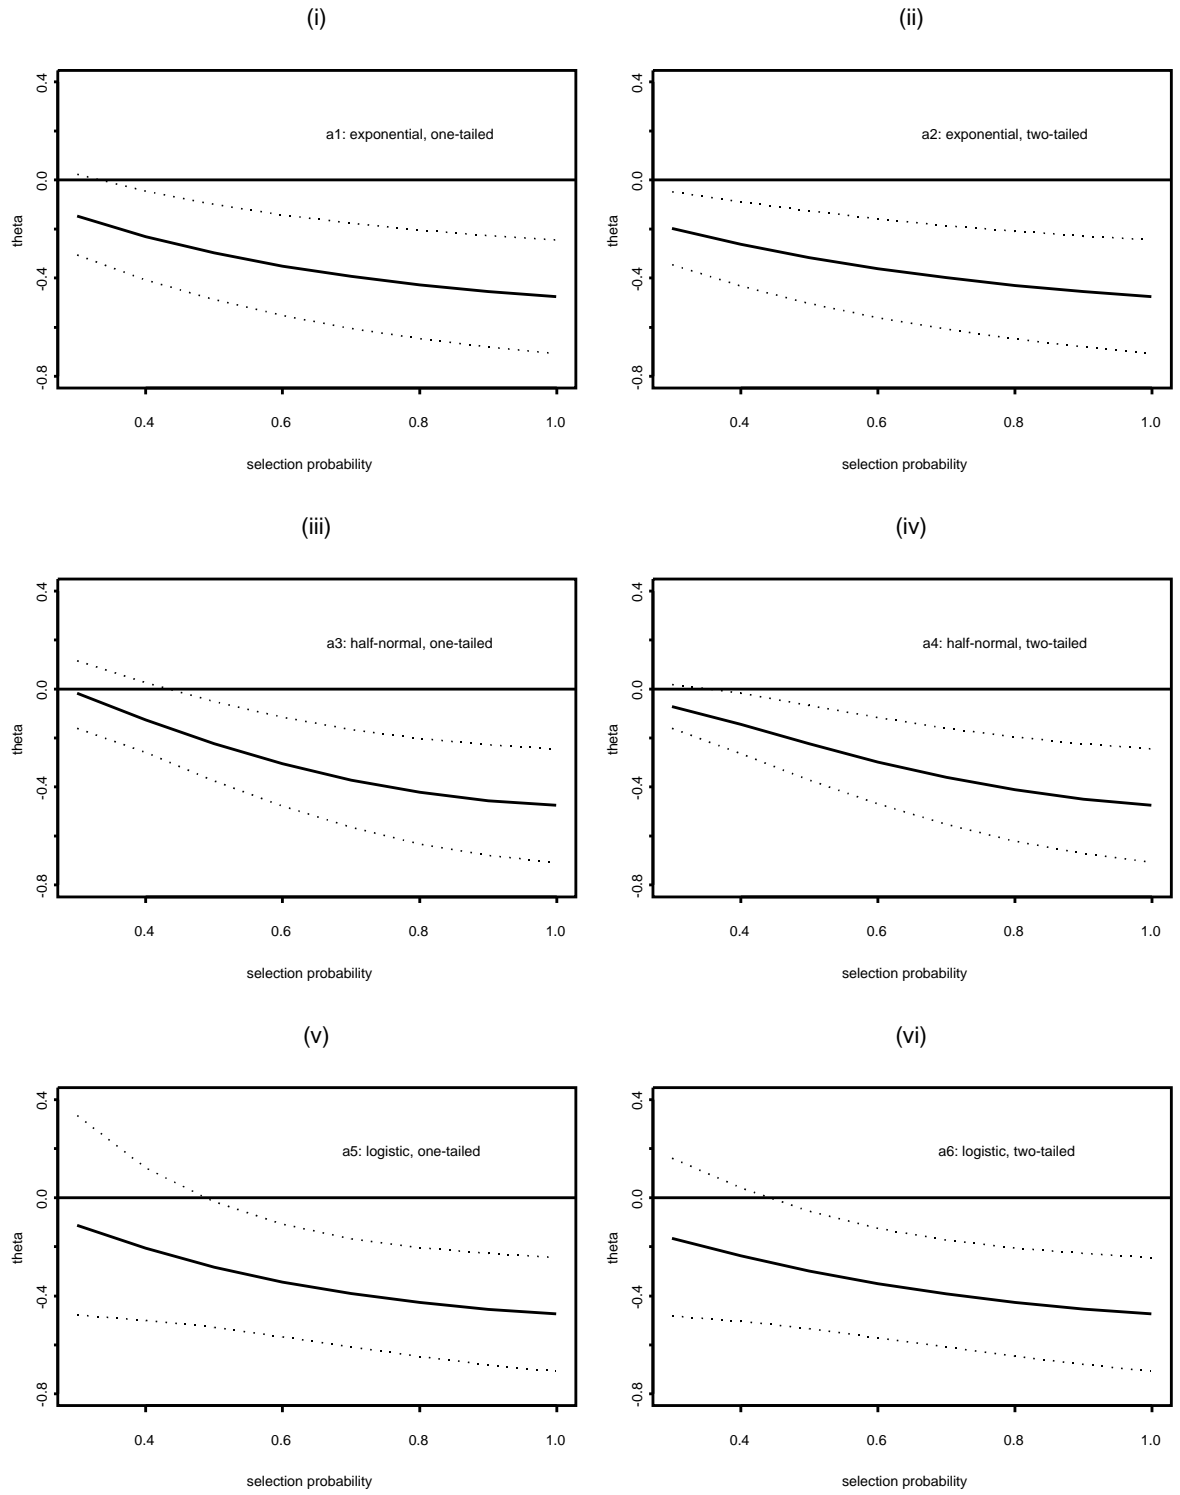 (i)
0.4
0.0
-0.4
-0.8
theta
a1: exponential, one-tailed
0.4 0.6 0.8 1.0
selection probability
(ii)
0.4
0.0
-0.4
-0.8
theta
a2: exponential, two-tailed
0.4 0.6 0.8 1.0
selection probability
(iii)
0.4
0.0
-0.4
-0.8
theta
a3: half-normal, one-tailed
0.4 0.6 0.8 1.0
selection probability
(iv)
0.4
0.0
-0.4
-0.8
theta
a4: half-normal, two-tailed
0.4 0.6 0.8 1.0
selection probability
(v)
0.4
0.0
-0.4
-0.8
theta
a5: logistic, one-tailed
0.4 0.6 0.8 1.0
selection probability
(vi)
0.4
0.0
-0.4
-0.8
theta
a6: logistic, two-tailed
0.4 0.6 0.8 1.0
selection probability